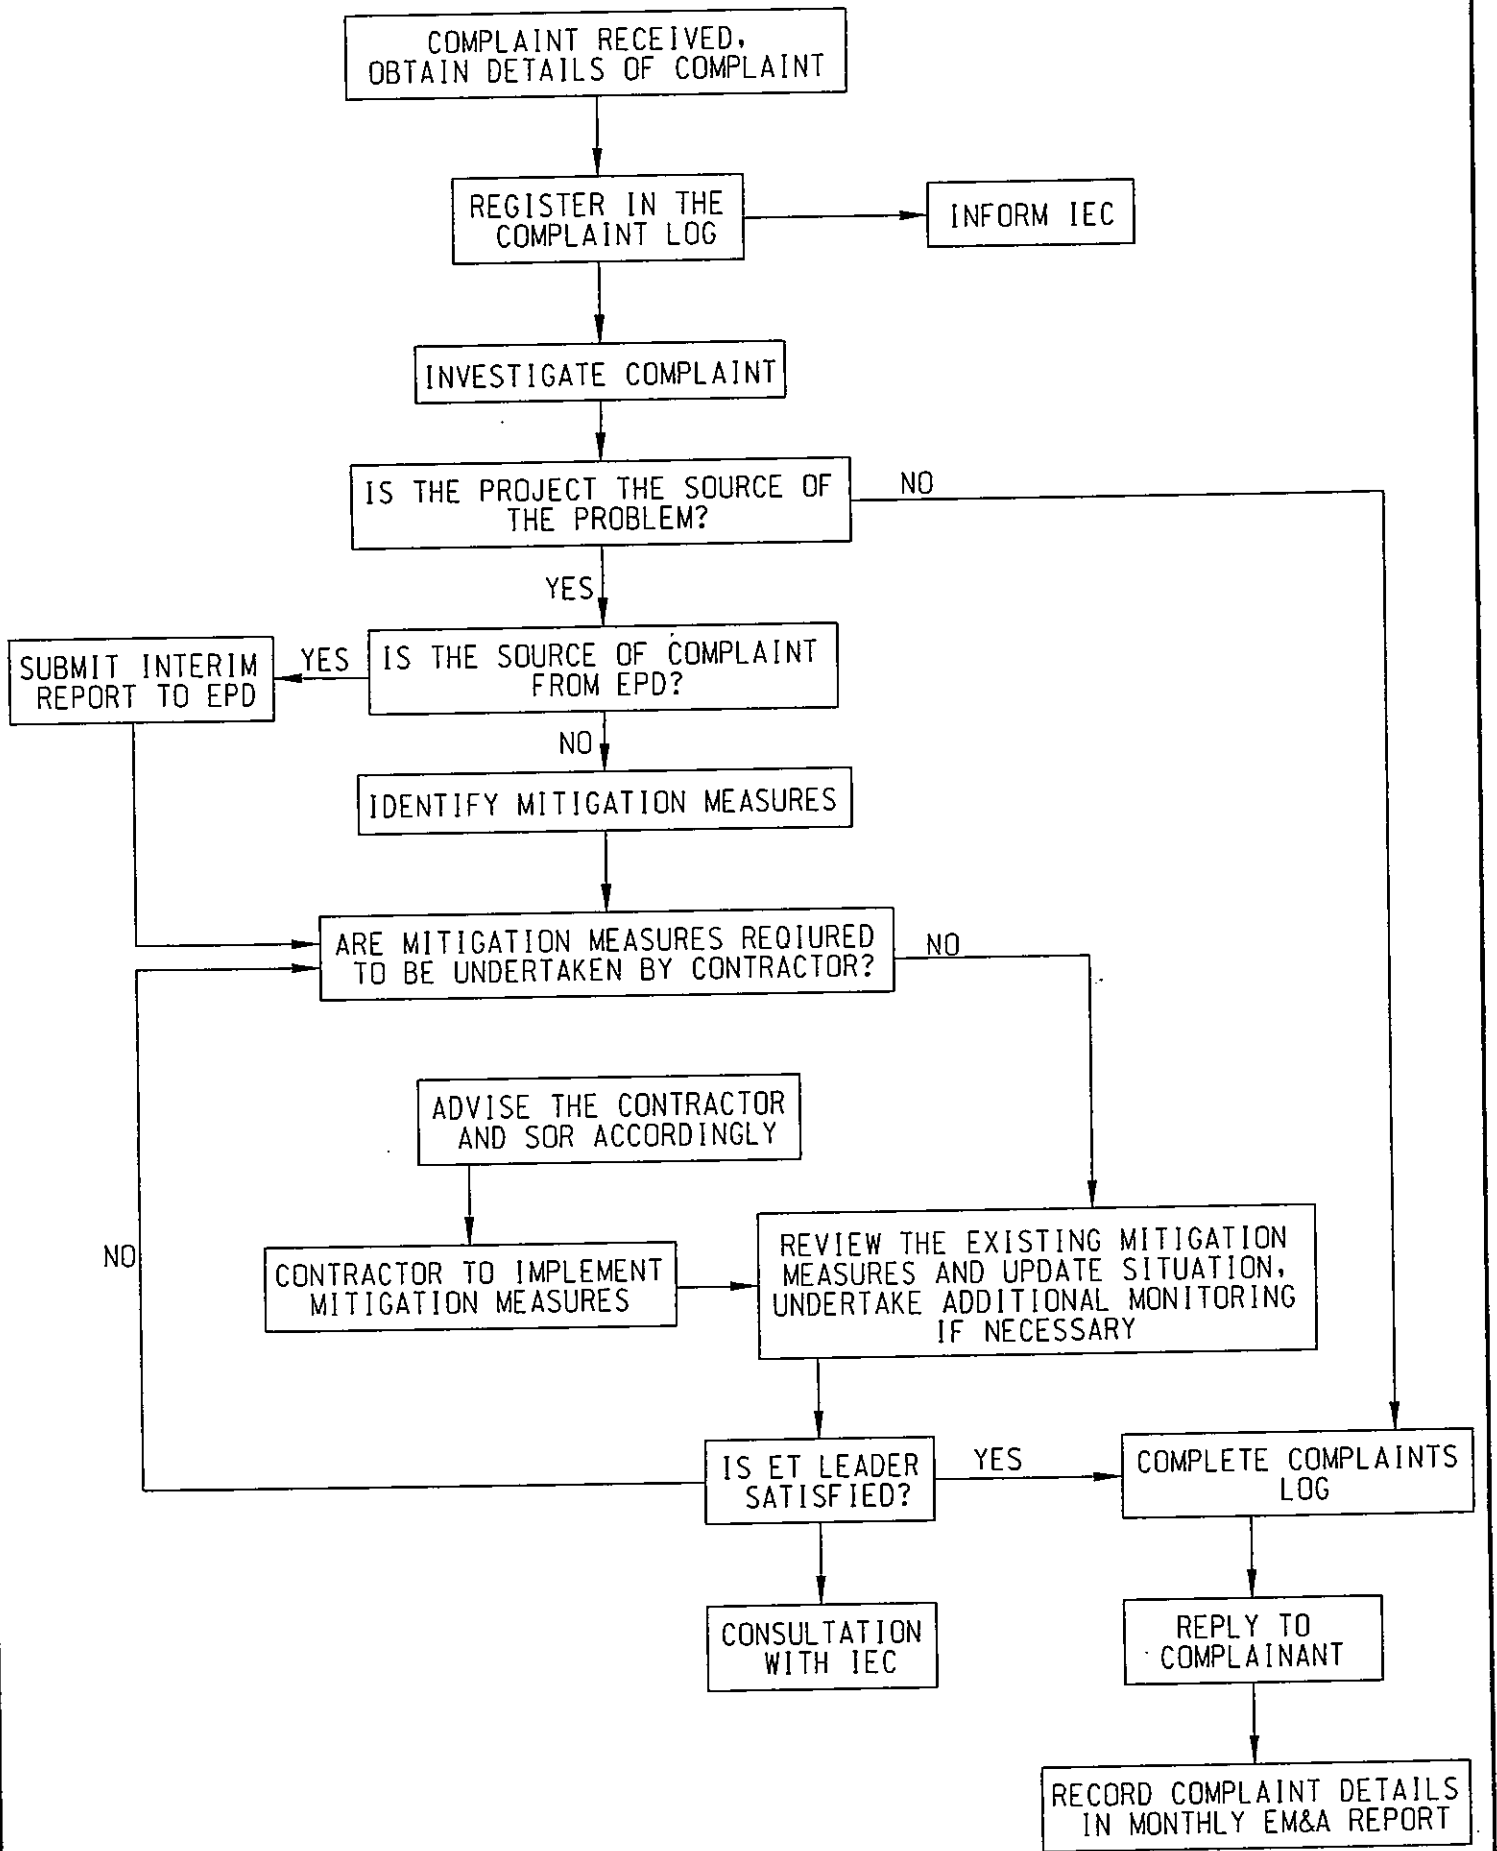 COMPLAINT RECEIVED,
OBTAIN DETAILS OF COMPLAINT
REGISTER IN THE
COMPLAINT LOG
INFORM IEC
INVESTIGATE COMPLAINT
IS THE PROJECT THE SOURCE OF
THE PROBLEM?
NO
YES
SUBMIT INTERIM
REPORT TO EPD
YES
IS THE SOURCE OF COMPLAINT
FROM EPD?
NO
IDENTIFY MITIGATION MEASURES
ARE MITIGATION MEASURES REQIURED
TO BE UNDERTAKEN BY CONTRACTOR?
NO
ADVISE THE CONTRACTOR
AND SOR ACCORDINGLY
NO
CONTRACTOR TO IMPLEMENT
MITIGATION MEASURES
REVIEW THE EXISTING MITIGATION
MEASURES AND UPDATE SITUATION,
UNDERTAKE ADDITIONAL MONITORING
IF NECESSARY
IS ET LEADER
SATISFIED?
YES
COMPLETE COMPLAINTS
LOG
CONSULTATION
WITH IEC
REPLY TO
COMPLAINANT
RECORD COMPLAINT DETAILS
IN MONTHLY EM&A REPORT